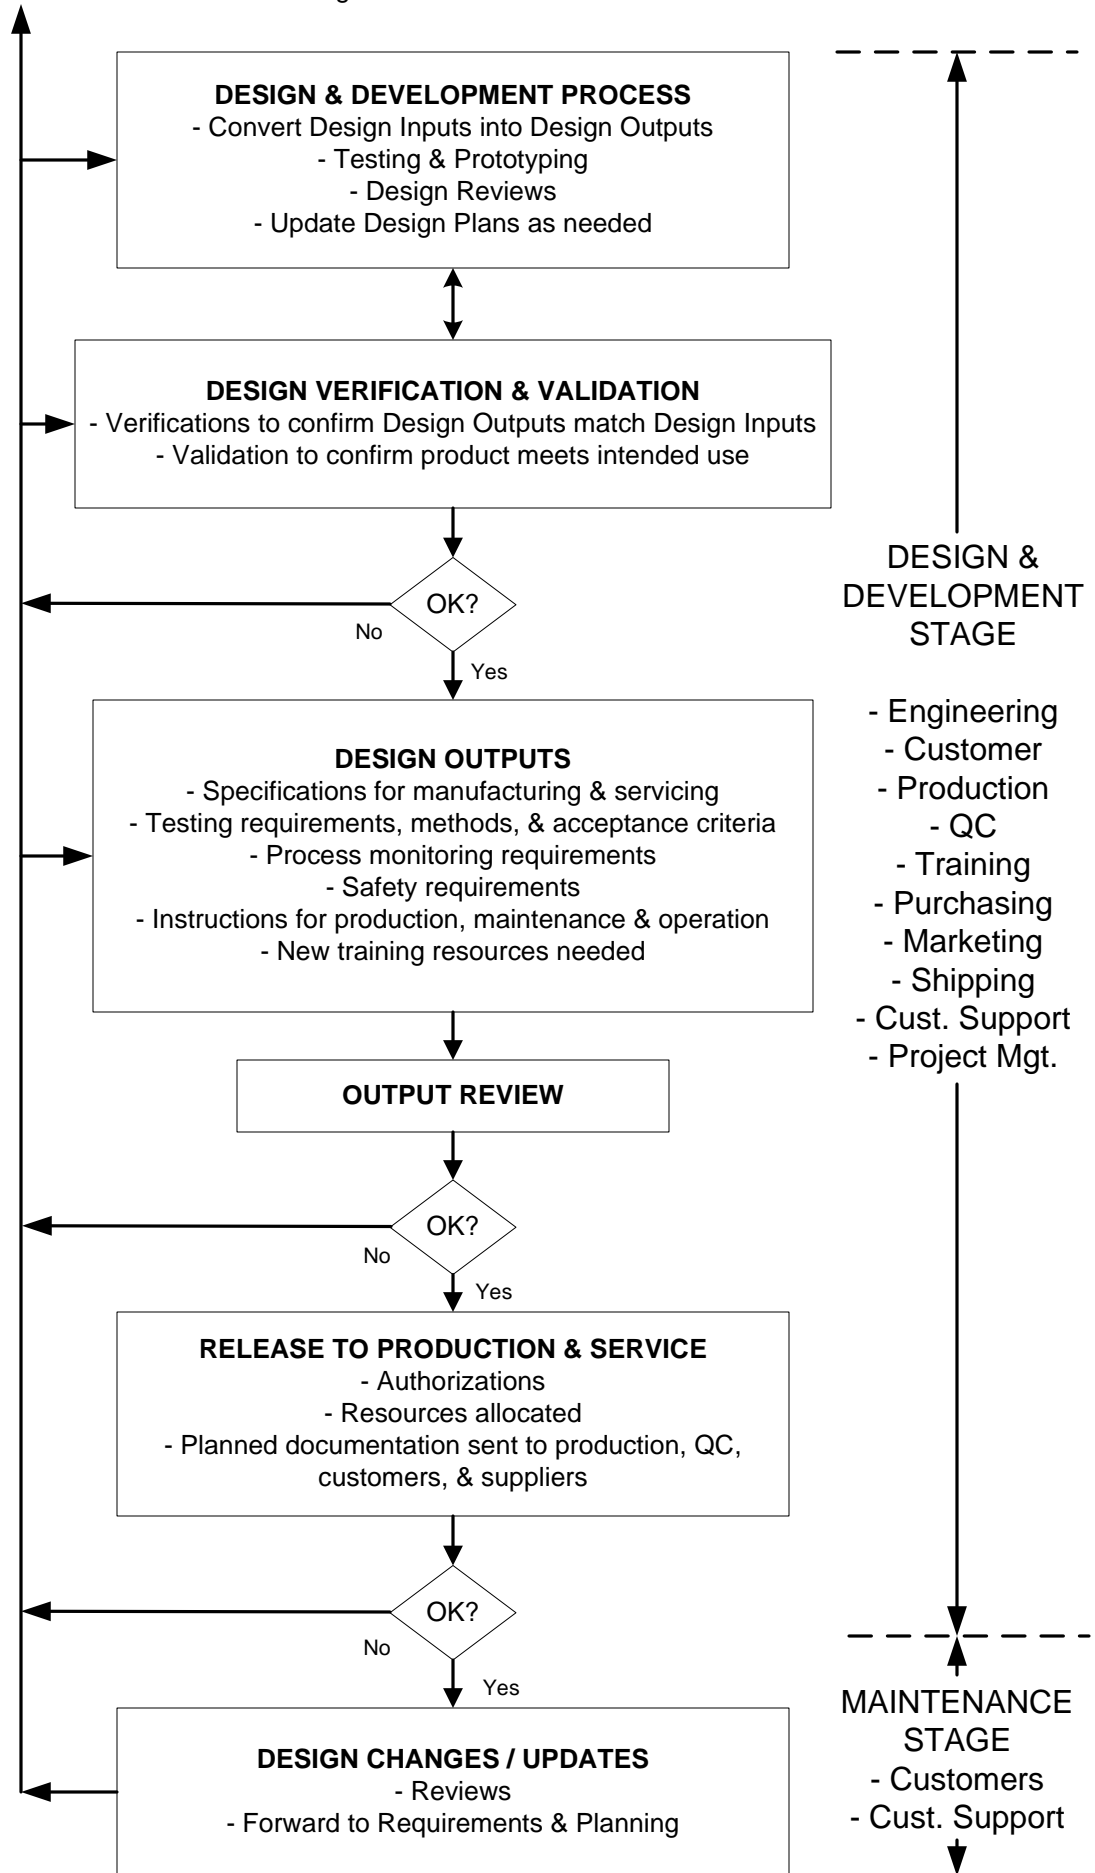 DESIGN & DEVELOPMENT PROCESS
- Convert Design Inputs into Design Outputs
- Testing & Prototyping
- Design Reviews
- Update Design Plans as needed
DESIGN VERIFICATION & VALIDATION
- Verifications to confirm Design Outputs match Design Inputs
- Validation to confirm product meets intended use
OK?
No
Yes
DESIGN OUTPUTS
- Specifications for manufacturing & servicing
- Testing requirements, methods, & acceptance criteria
- Process monitoring requirements
- Safety requirements
- Instructions for production, maintenance & operation
- New training resources needed
OUTPUT REVIEW
OK?
No
Yes
RELEASE TO PRODUCTION & SERVICE
- Authorizations
- Resources allocated
- Planned documentation sent to production, QC,
customers, & suppliers
OK?
No
Yes
DESIGN CHANGES / UPDATES
- Reviews
- Forward to Requirements & Planning
DESIGN &
DEVELOPMENT
STAGE
- Engineering
- Customer
- Production
- QC
- Training
- Purchasing
- Marketing
- Shipping
- Cust. Support
- Project Mgt.
MAINTENANCE
STAGE
- Customers
- Cust. Support